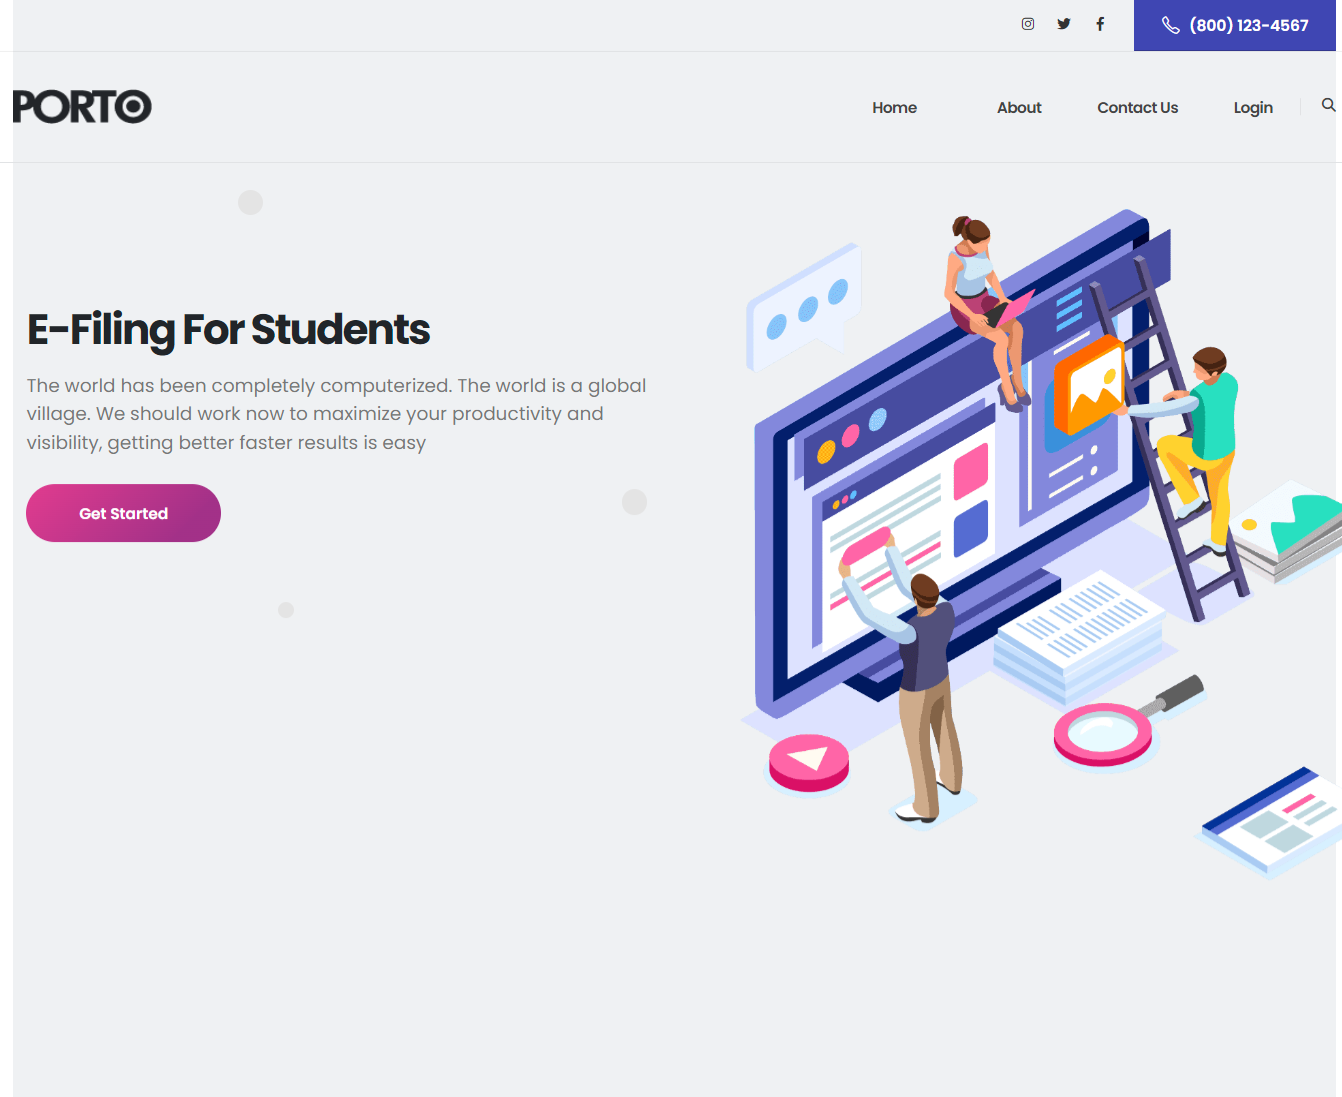 (800) 123-4567
PORTO
Home About Contact Us Login
E-Filing For Students
The world has been completely computerized. The world is a global
village. We should work now to maximize your productivity and
visibility, getting better faster results is easy
Get Started